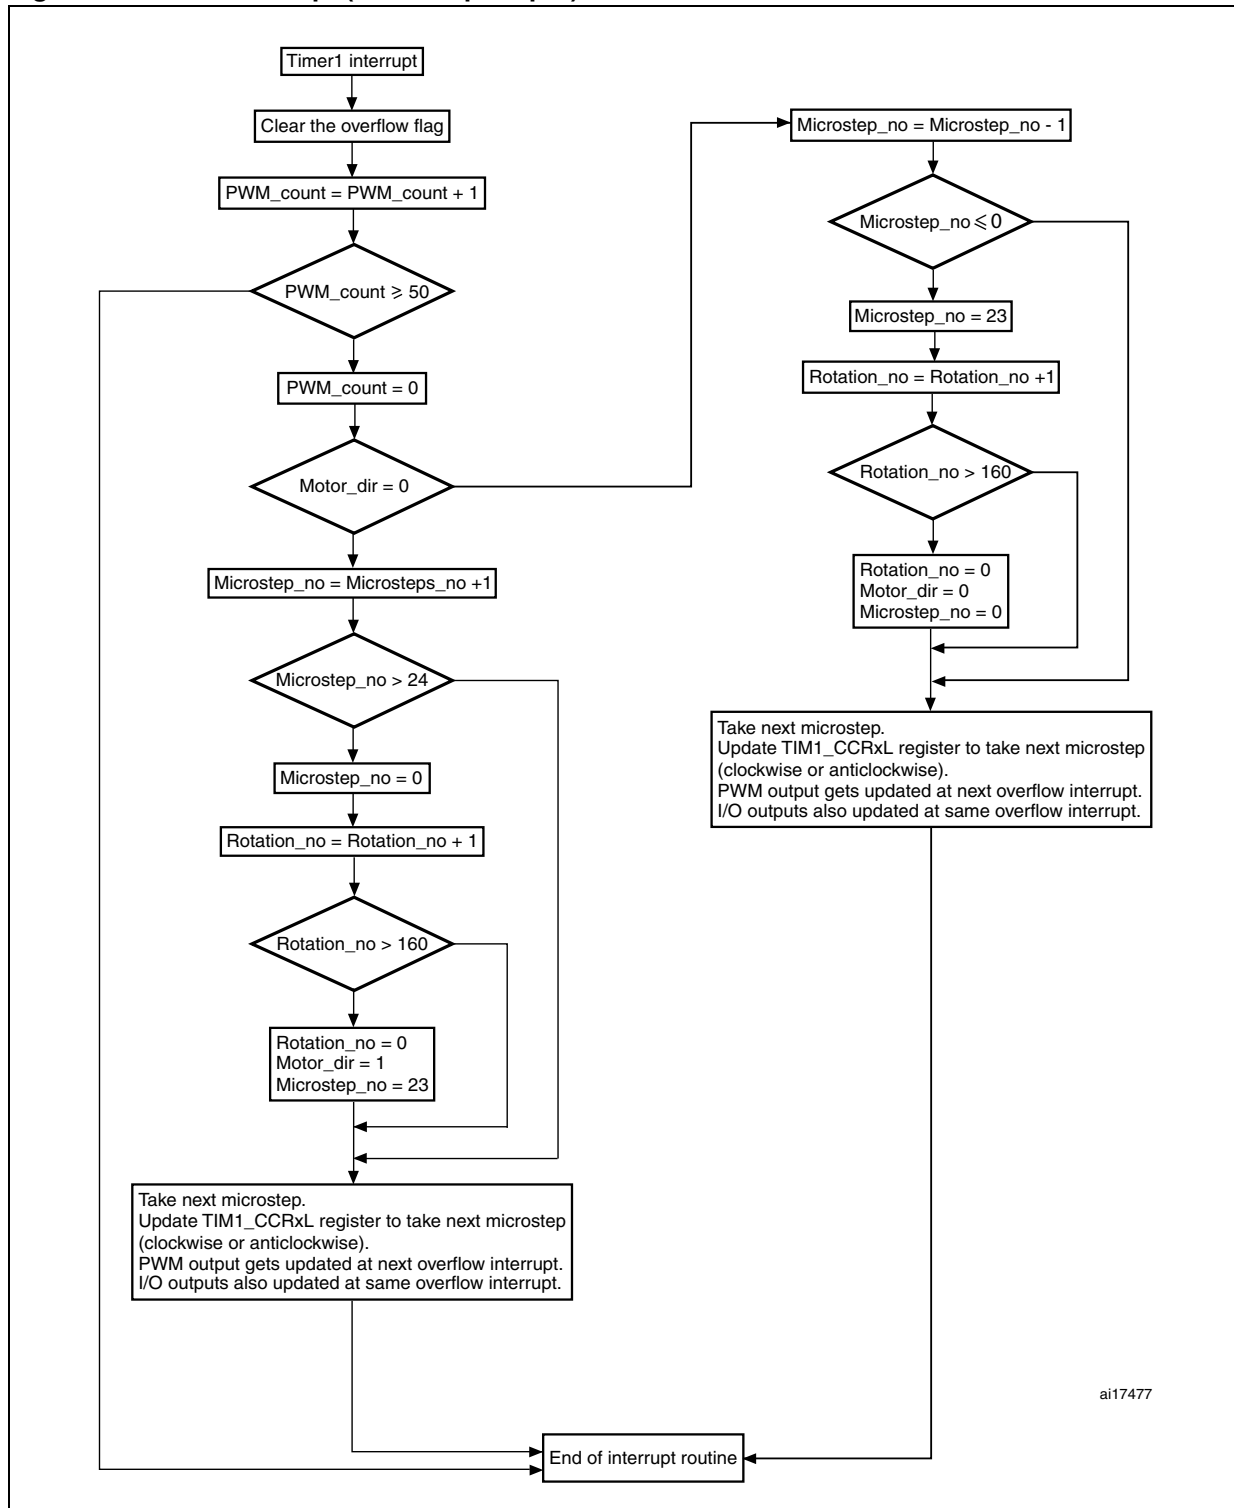 Timer1 interrupt
Clear the overflow flag
PWM_count = PWM_count + 1
PWM_count ⩾ 50
PWM_count = 0
Motor_dir = 0
Microstep_no = Microsteps_no +1
Microstep_no > 24
Microstep_no = 0
Rotation_no = Rotation_no + 1
Rotation_no > 160
Rotation_no = 0
Motor_dir = 1
Microstep_no = 23
Take next microstep.
Update TIM1_CCRxL register to take next microstep
(clockwise or anticlockwise).
PWM output gets updated at next overflow interrupt.
I/O outputs also updated at same overflow interrupt.
Microstep_no = Microstep_no - 1
Microstep_no ⩽ 0
Microstep_no = 23
Rotation_no = Rotation_no +1
Rotation_no > 160
Rotation_no = 0
Motor_dir = 0
Microstep_no = 0
Take next microstep.
Update TIM1_CCRxL register to take next microstep
(clockwise or anticlockwise).
PWM output gets updated at next overflow interrupt.
I/O outputs also updated at same overflow interrupt.
End of interrupt routine
ai17477